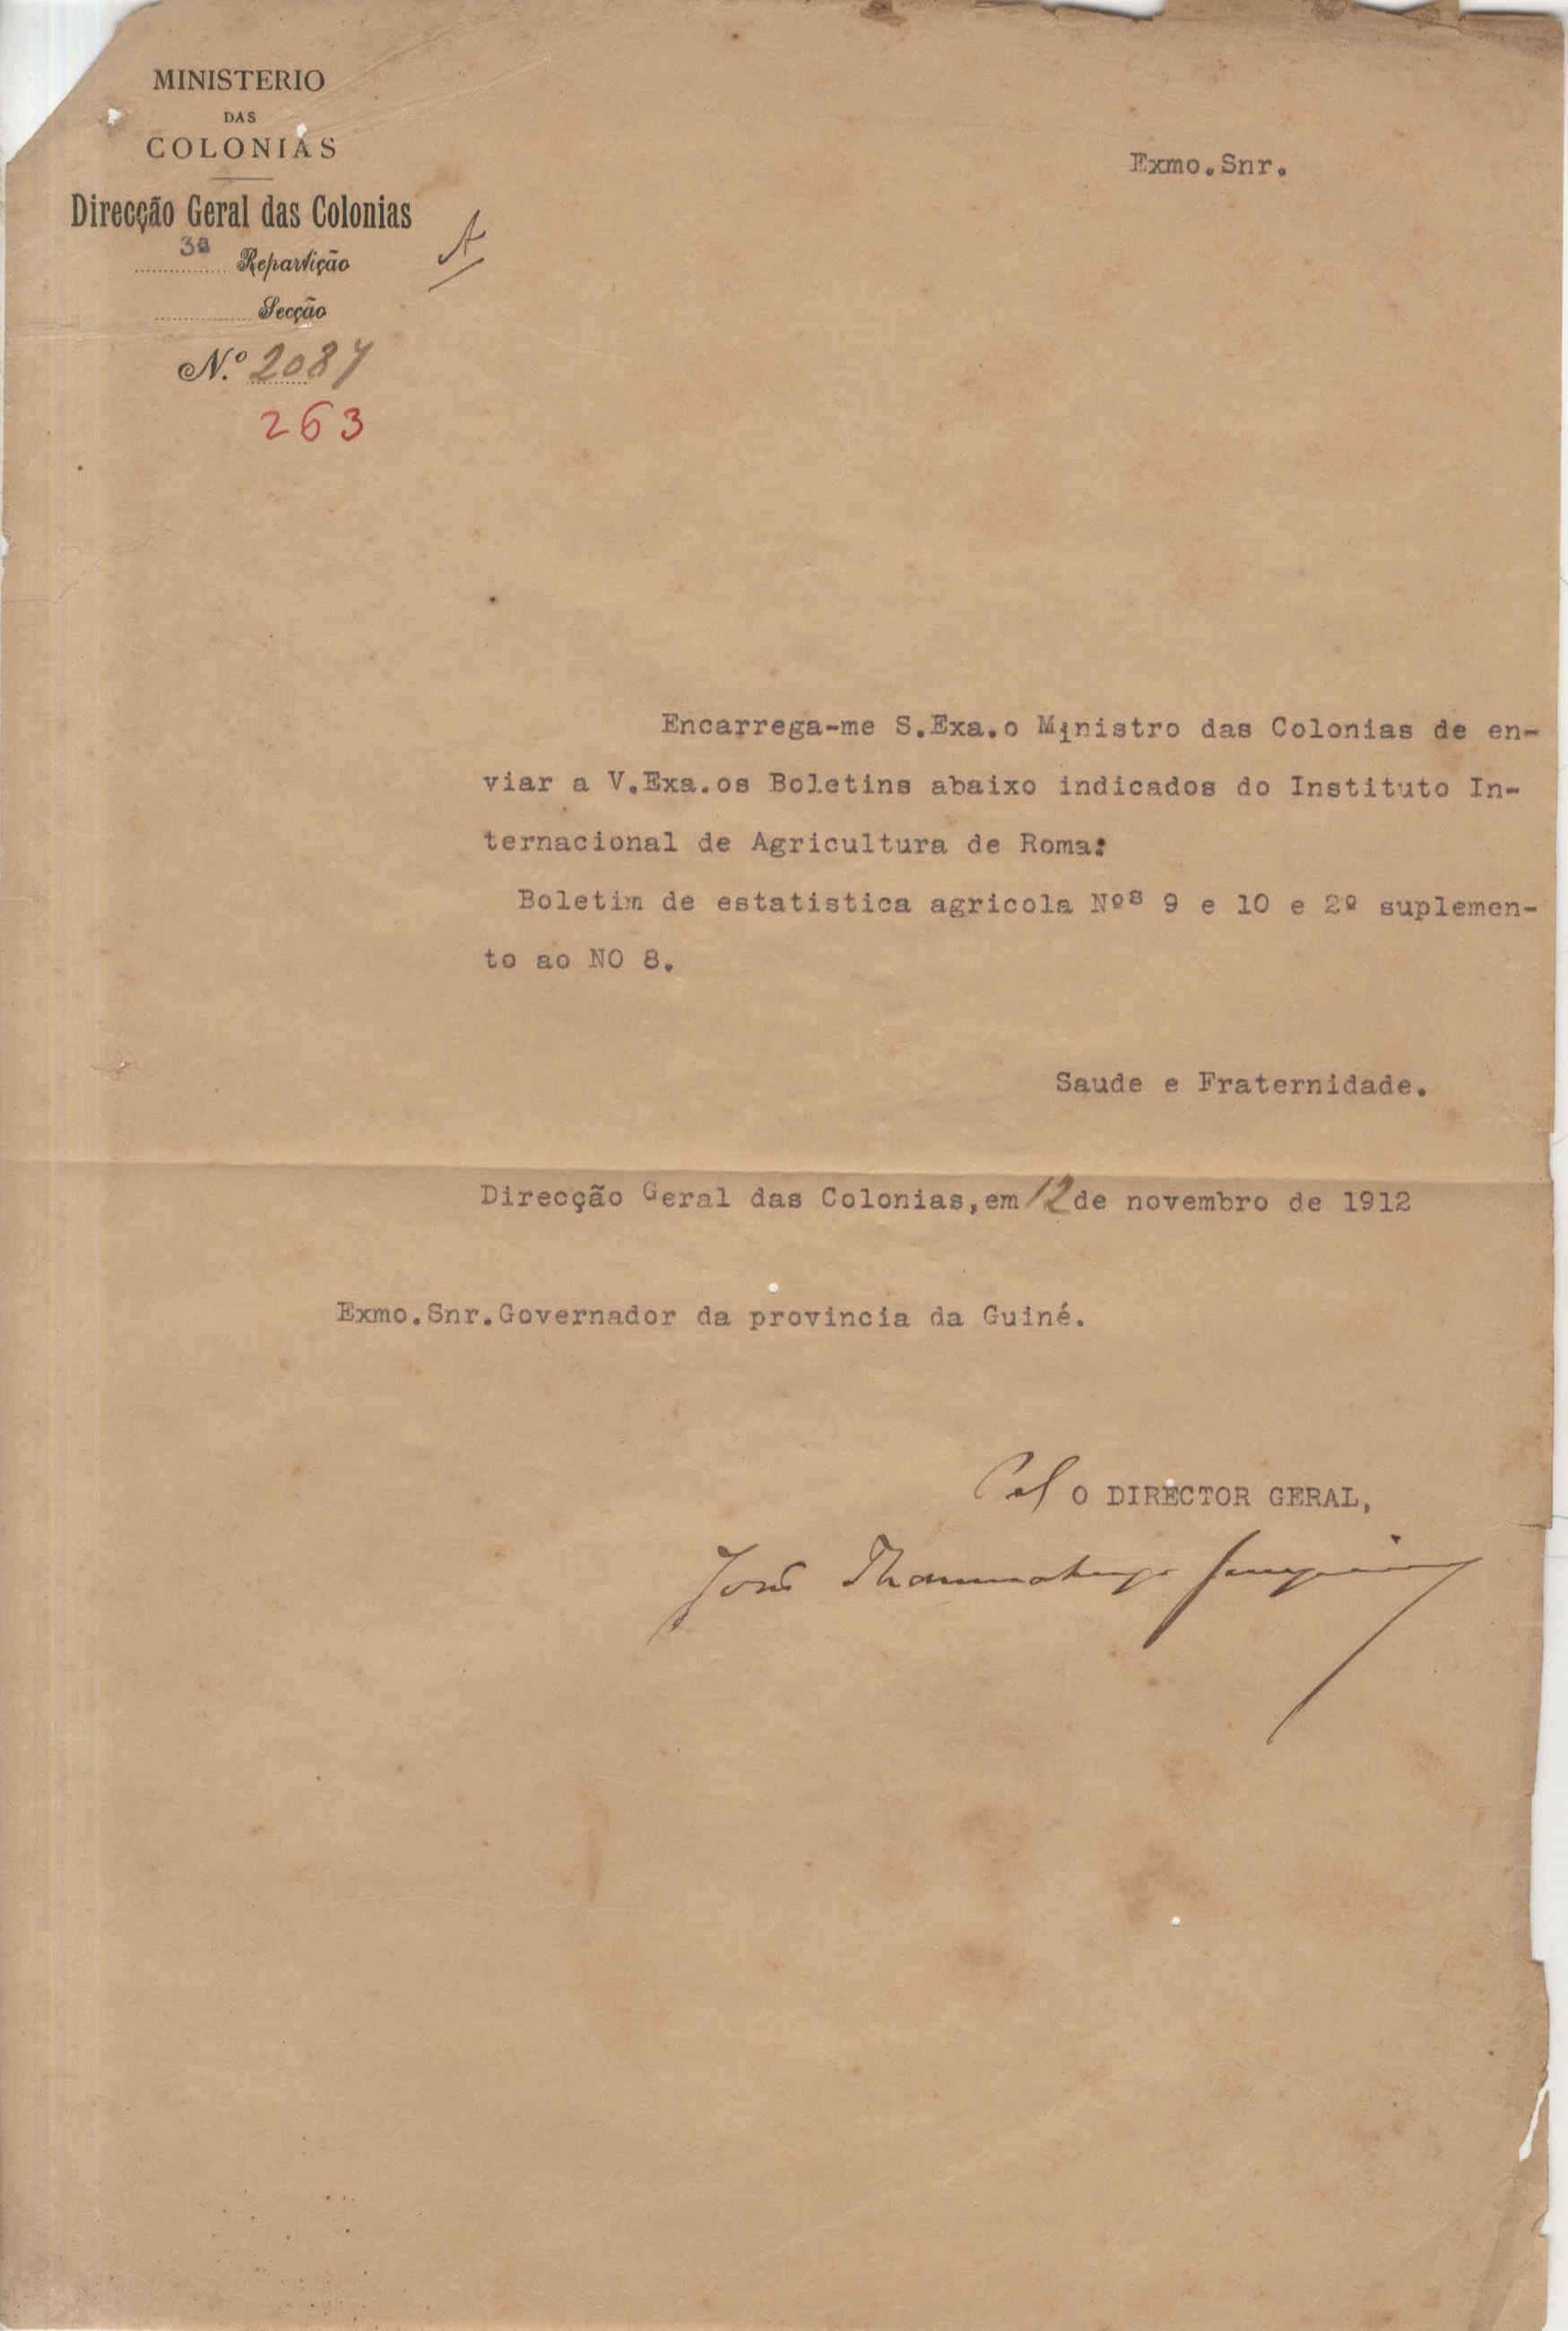 MINISTERIO
DAS
COLONIAS
Direcção Geral das Colonias
3ª Repartição
Secção
N.º 2087
263
A
Exmo.Snr.
Encarrega-me S.Exa.o Ministro das Colonias de en-
viar a V.Exa.os Boletins abaixo indicados do Instituto In-
ternacional de Agricultura de Roma:
Boletim de estatistica agricola Nºs 9 e 10 e 2º suplemen-
to ao NO 8.
Saude e Fraternidade.
Direcção Geral das Colonias,em 12 de novembro de 1912
Exmo.Snr.Governador da provincia da Guiné.
O DIRECTOR GERAL,
José